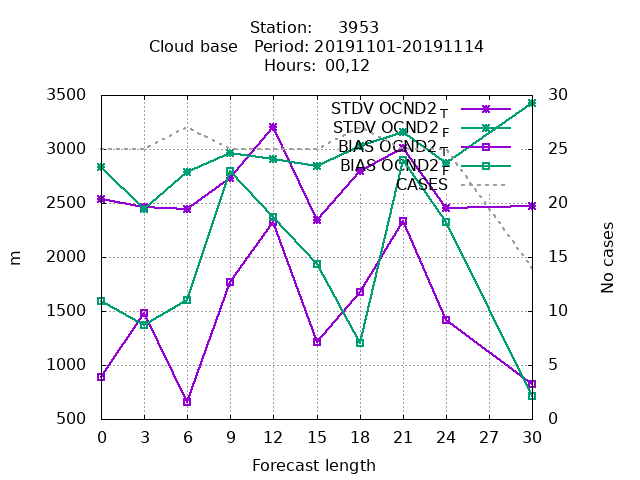 Station: 3953
Cloud base Period: 20191101-20191114
Hours: 00,12
3500 30
STDV OCND2 T
STDV OCND2 F
3000 BIAS OCND2 T 25
BIAS OCND2 F
CASES
2500 20
2000 15
m
No cases
1500 10
1000 5
500 0
0 3 6 9 12 15 18 21 24 27 30
Forecast length